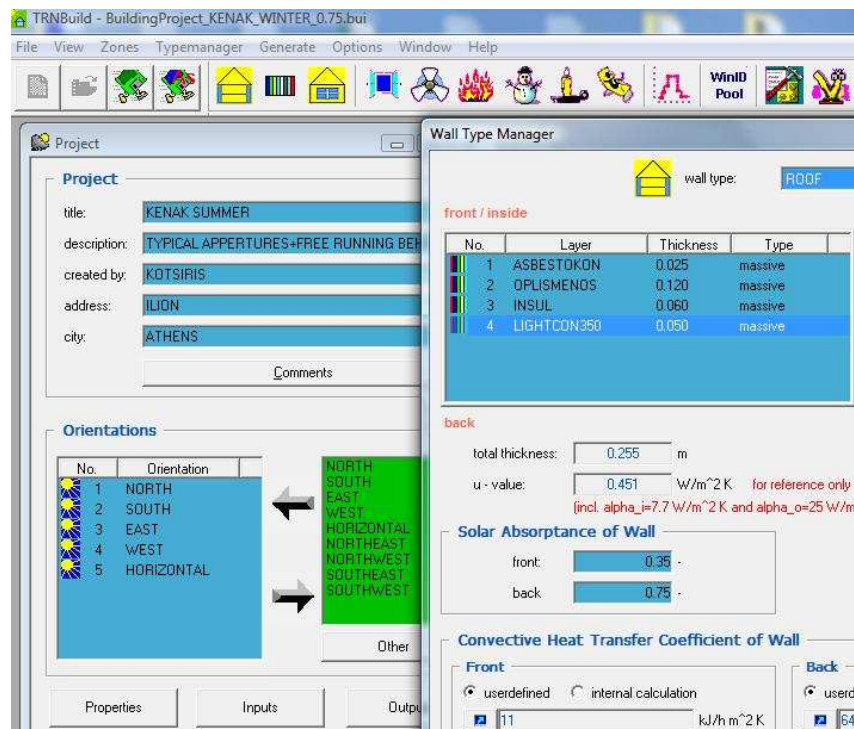 TRNBuild - BuildingProject_KENAK_WINTER_0.75.bui
File View Zones Typemanager Generate Options Window Help
WinID
Pool
Project
Project
title: KENAK SUMMER
description: TYPICAL APPERTURES+FREE RUNNING BEH
created by: KOTSIRIS
address: ILION
city: ATHENS
Comments
Orientations
No. Orientation
1 NORTH
2 SOUTH
3 EAST
4 WEST
5 HORIZONTAL
NORTH
SOUTH
EAST
WEST
HORIZONTAL
NORTHEAST
NORTHWEST
SOUTHEAST
SOUTHWEST
Other
Properties Inputs Outpu
Wall Type Manager
wall type: ROOF
front / inside
No. Layer Thickness Type
1 ASBESTOKON 0.025 massive
2 OPLISMENOS 0.120 massive
3 INSUL 0.060 massive
4 LIGHTCON350 0.050 massive
back
total thickness: 0.255 m
u - value: 0.451 W/m^2 K for reference only
(incl. alpha_i=7.7 W/m^2 K and alpha_o=25 W/m
Solar Absorptance of Wall
front: 0.35 -
back 0.75 -
Convective Heat Transfer Coefficient of Wall
Front
userdefined internal calculation
11 kJ/h m^2 K
Back
userd
64